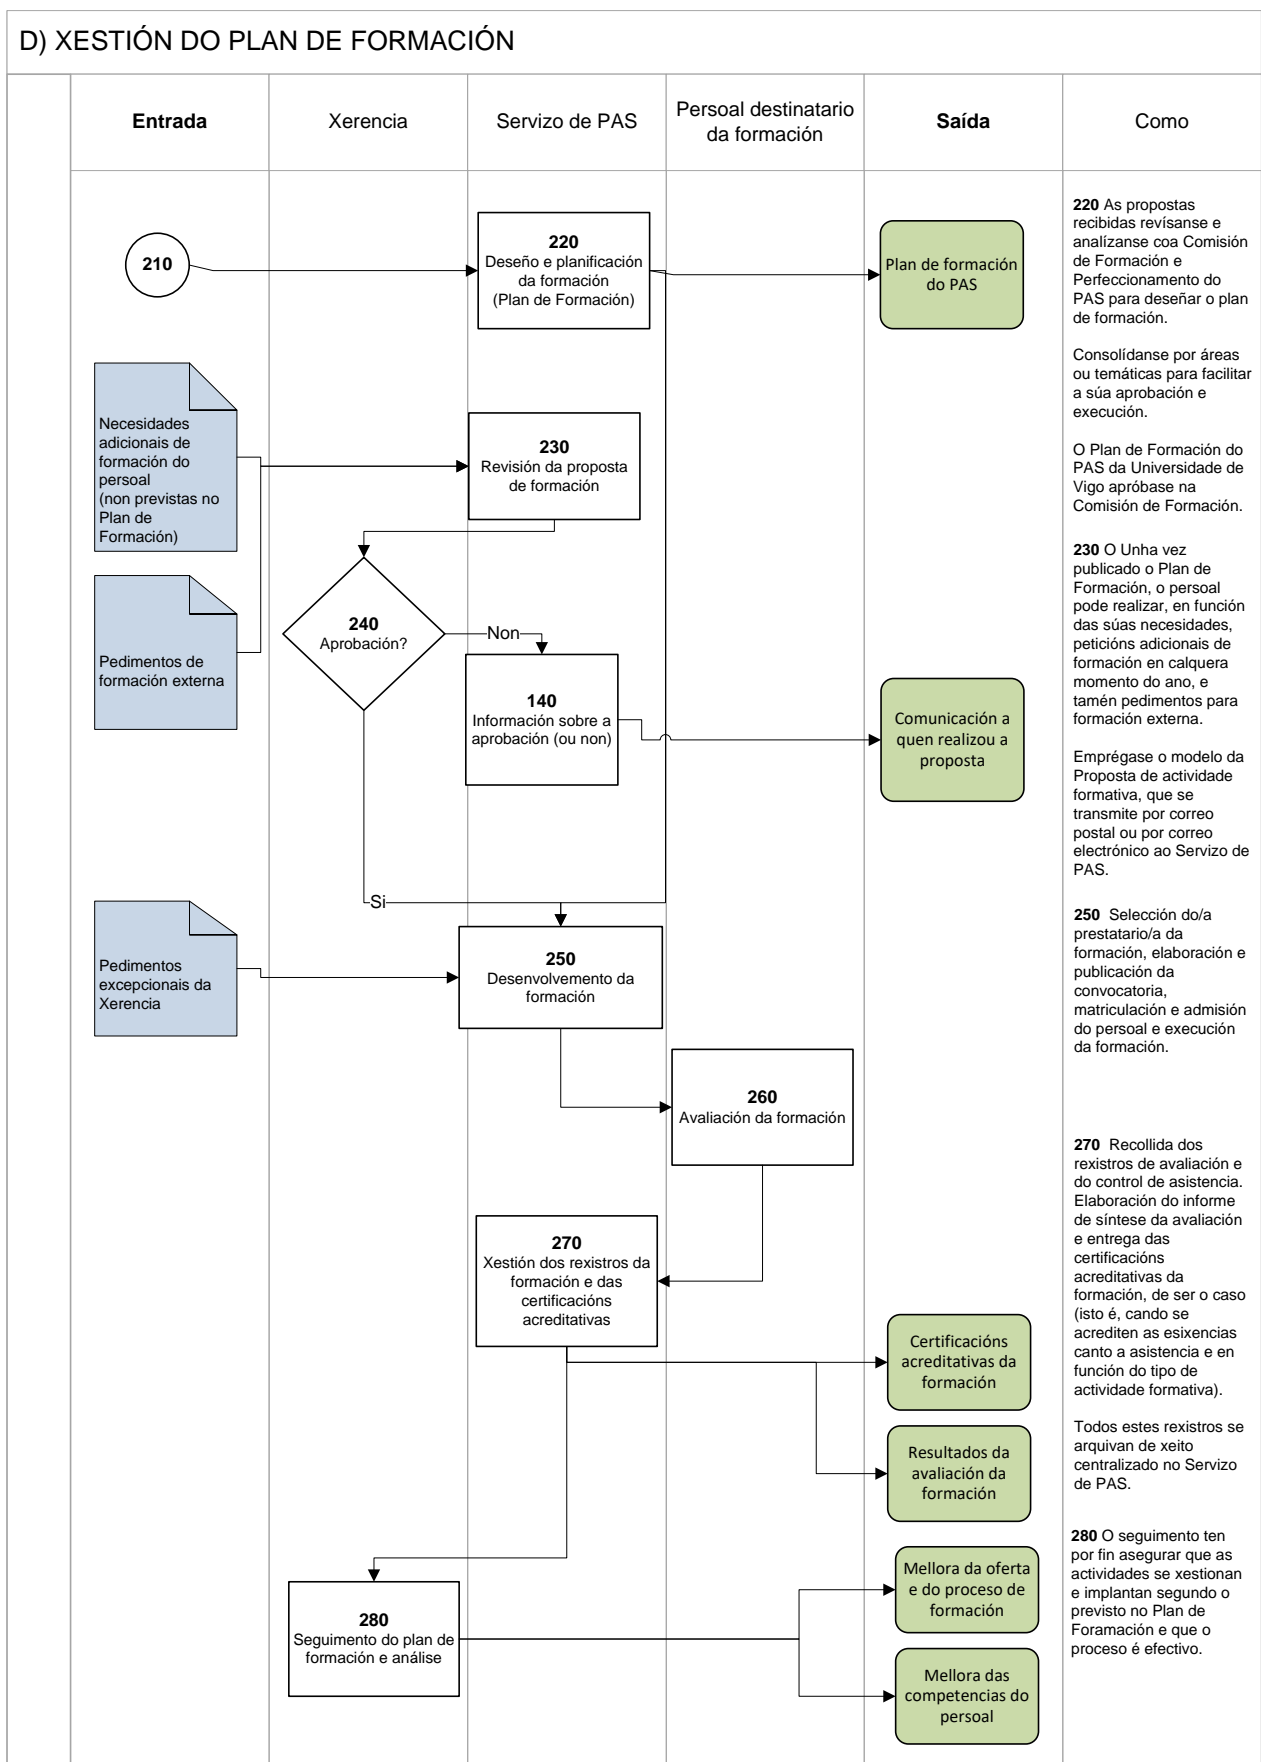 D) XESTIÓN DO PLAN DE FORMACIÓN
Entrada
Xerencia
Servizo de PAS
Persoal destinatario
da formación
Saída
Como
210
220
Deseño e planificación
da formación
(Plan de Formación)
Plan de formación
do PAS
Necesidades
adicionais de
formación do
persoal
(non previstas no
Plan de
Formación)
230
Revisión da proposta
de formación
Pedimentos de
formación externa
240
Aprobación?
Non
140
Información sobre a
aprobación (ou non)
Comunicación a
quen realizou a
proposta
Si
Pedimentos
excepcionais da
Xerencia
250
Desenvolvemento da
formación
260
Avaliación da formación
270
Xestión dos rexistros da
formación e das
certificacións
acreditativas
Certificacións
acreditativas da
formación
Resultados da
avaliación da
formación
280
Seguimento do plan de
formación e análise
Mellora da oferta
e do proceso de
formación
Mellora das
competencias do
persoal
220 As propostas
recibidas revísanse e
analízanse coa Comisión
de Formación e
Perfeccionamento do
PAS para deseñar o plan
de formación.
Consolídanse por áreas
ou temáticas para facilitar
a súa aprobación e
execución.
O Plan de Formación do
PAS da Universidade de
Vigo apróbase na
Comisión de Formación.
230 O Unha vez
publicado o Plan de
Formación, o persoal
pode realizar, en función
das súas necesidades,
peticións adicionais de
formación en calquera
momento do ano, e
tamén pedimentos para
formación externa.
Emprégase o modelo da
Proposta de actividade
formativa, que se
transmite por correo
postal ou por correo
electrónico ao Servizo de
PAS.
250 Selección do/a
prestatario/a da
formación, elaboración e
publicación da
convocatoria,
matriculación e admisión
do persoal e execución
da formación.
270 Recollida dos
rexistros de avaliación e
do control de asistencia.
Elaboración do informe
de síntese da avaliación
e entrega das
certificacións
acreditativas da
formación, de ser o caso
(isto é, cando se
acrediten as esixencias
canto a asistencia e en
función do tipo de
actividade formativa).
Todos estes rexistros se
arquivan de xeito
centralizado no Servizo
de PAS.
280 O seguimento ten
por fin asegurar que as
actividades se xestionan
e implantan segundo o
previsto no Plan de
Foramación e que o
proceso é efectivo.